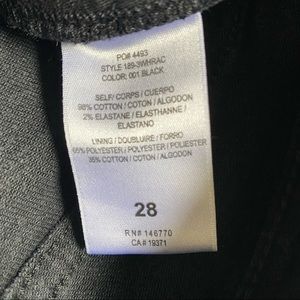 PO# 4493
STYLE 189-3WHRAC
COLOR: 001 BLACK
SELF/ CORPS / CUERPO
98% COTTON / COTON / ALGODON
2% ELASTANE / ELASTHANNE /
ELASTANO
LINING / DOUBLURE / FORRO
65% POLYESTER / POLYESTER / POLIESTER
35% COTTON / COTON / ALGODON
28
RN# 146770
CA# 19371